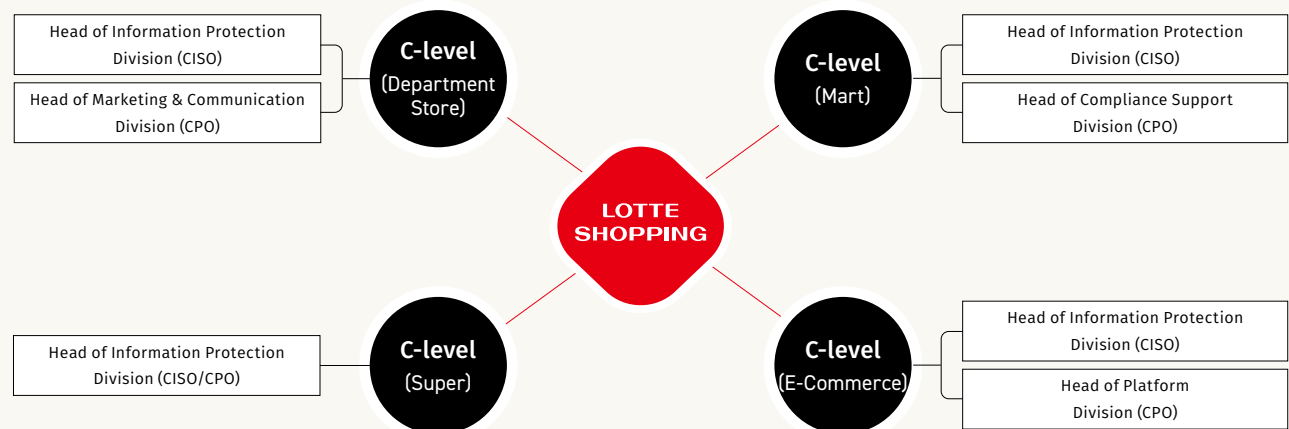 Head of Information Protection
Division (CISO)
Head of Marketing & Communication
Division (CPO)
C-level
(Department
Store)
C-level
(Mart)
Head of Information Protection
Division (CISO)
Head of Compliance Support
Division (CPO)
LOTTE
SHOPPING
Head of Information Protection
Division (CISO/CPO)
C-level
(Super)
C-level
(E-Commerce)
Head of Information Protection
Division (CISO)
Head of Platform
Division (CPO)